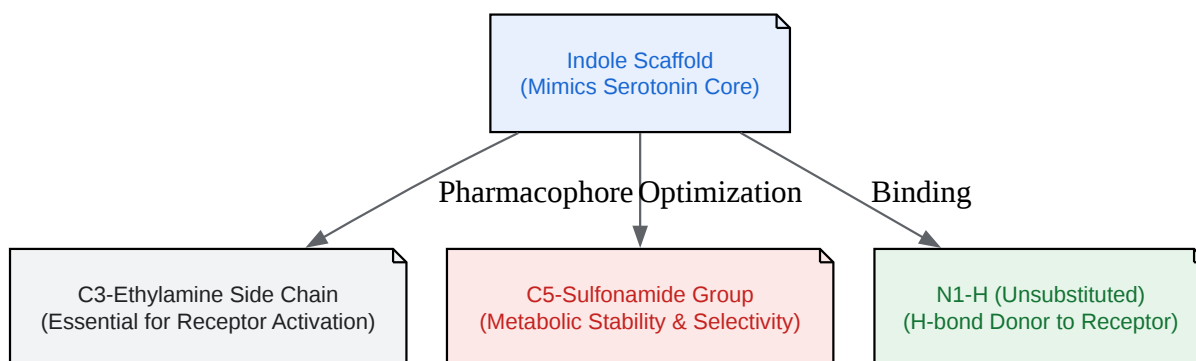 Indole Scaffold
(Mimics Serotonin Core)
Pharmacophore
Optimization
Binding
C3-Ethylamine Side Chain
(Essential for Receptor Activation)
C5-Sulfonamide Group
(Metabolic Stability & Selectivity)
N1-H (Unsubstituted)
(H-bond Donor to Receptor)